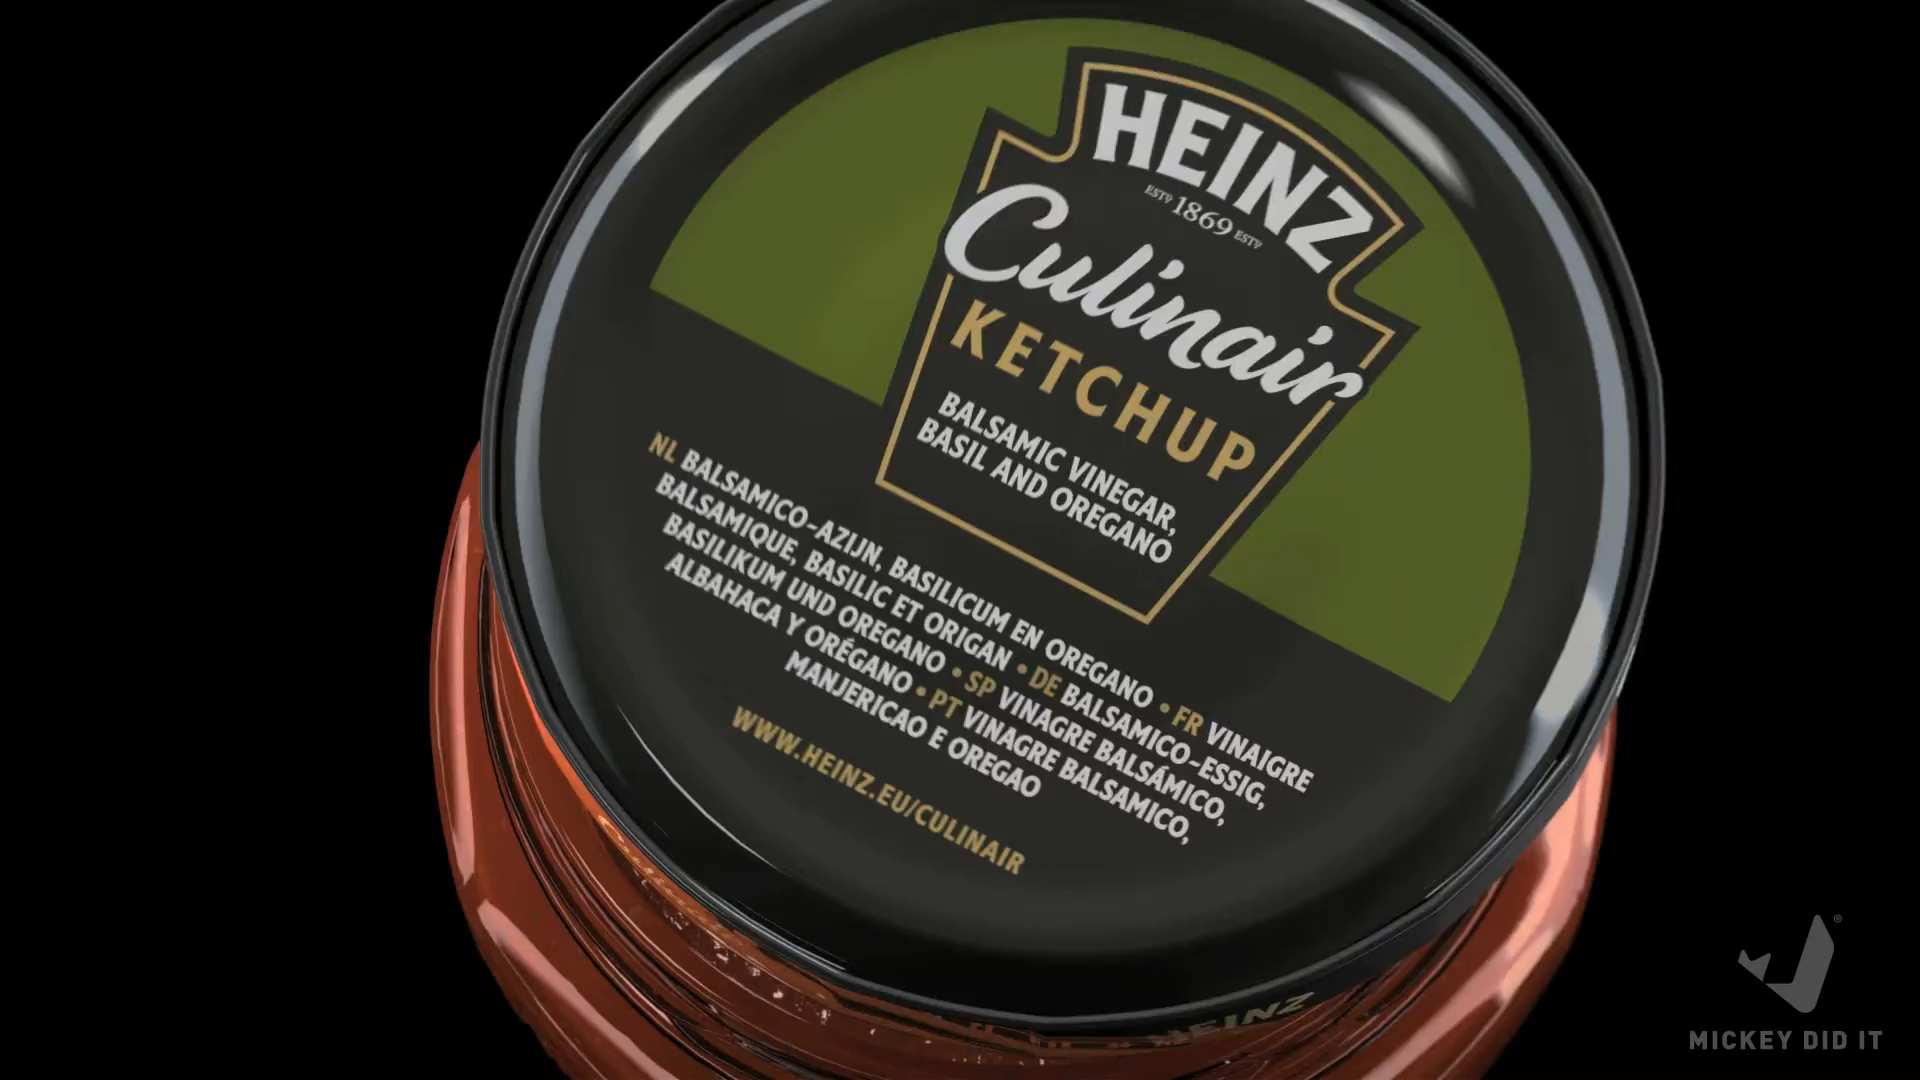 HEINZ
ESTD 1869 ESTD
Culinair
KETCHUP
BALSAMIC VINEGAR,
BASIL AND OREGANO
NL BALSAMICO-AZIJN, BASILICUM EN OREGANO • FR VINAIGRE
BALSAMIQUE, BASILIC ET ORIGAN • DE BALSAMICO-ESSIG,
BASILIKUM UND OREGANO • SP VINAGRE BALSÁMICO,
ALBAHACA Y ORÉGANO • PT VINAGRE BALSAMICO,
MANJERICAO E OREGAO
WWW.HEINZ.EU/CULINAIR
HEINZ
®
MICKEY DID IT